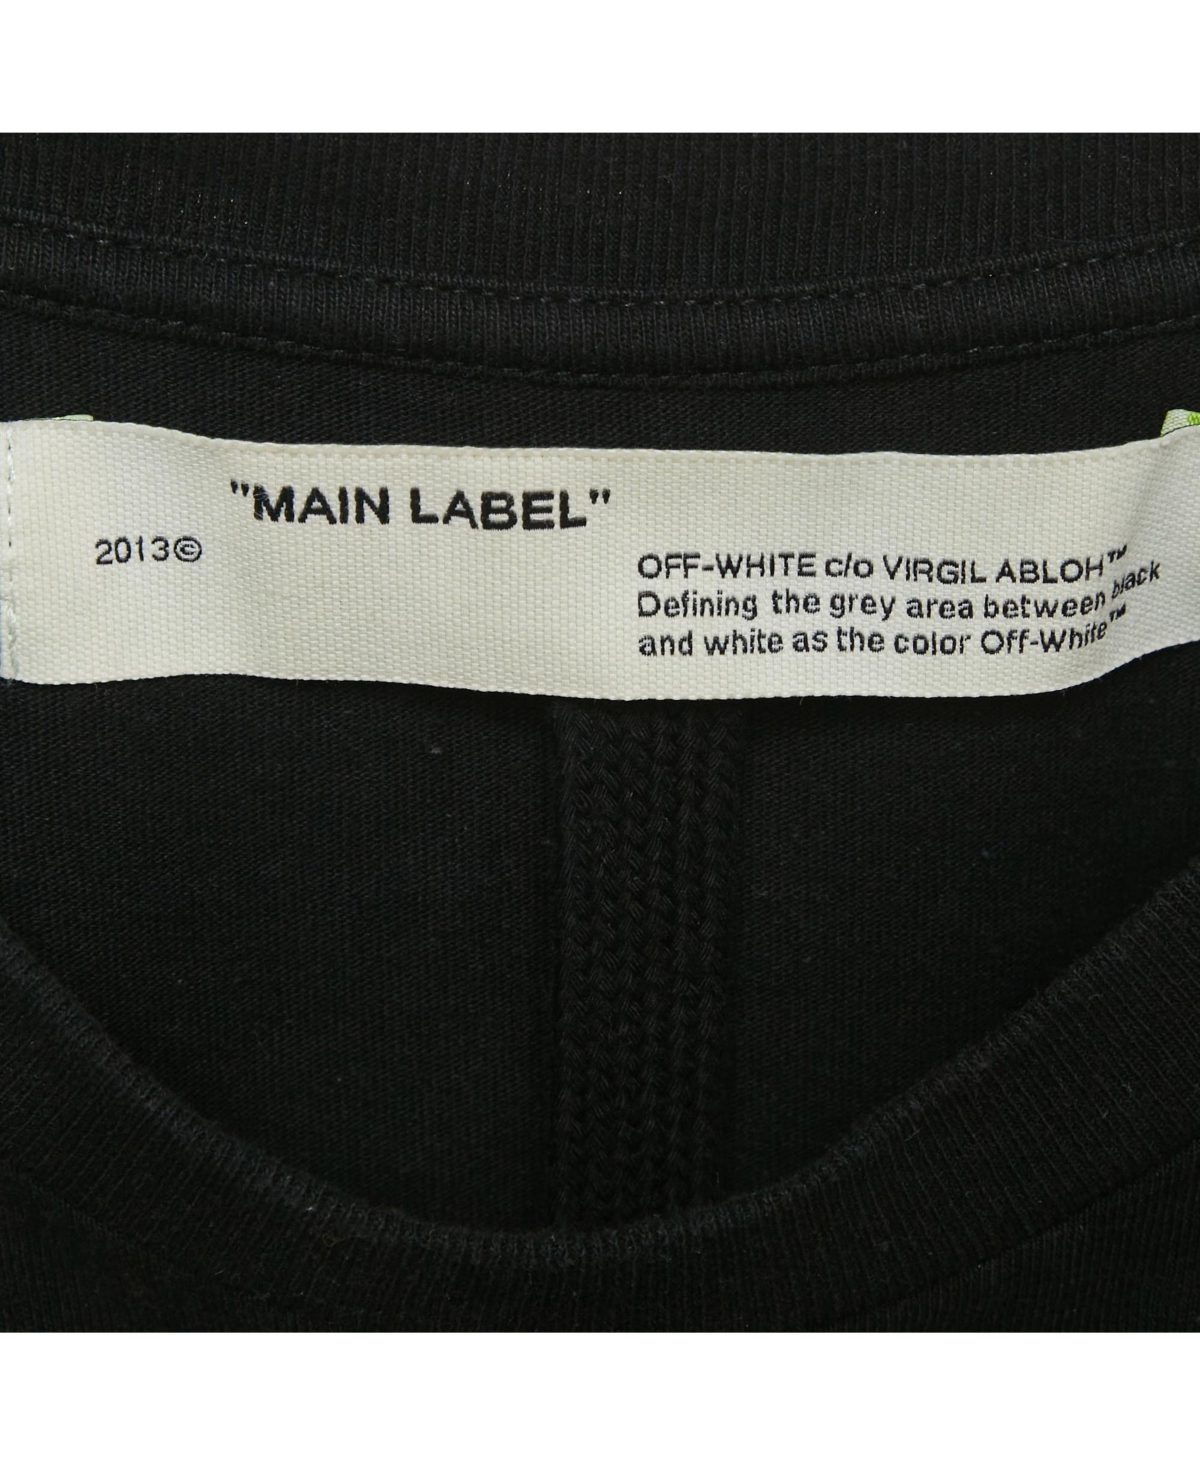 "MAIN LABEL"
2013©
OFF-WHITE c/o VIRGIL ABLOH™
Defining the grey area between black
and white as the color Off-White™